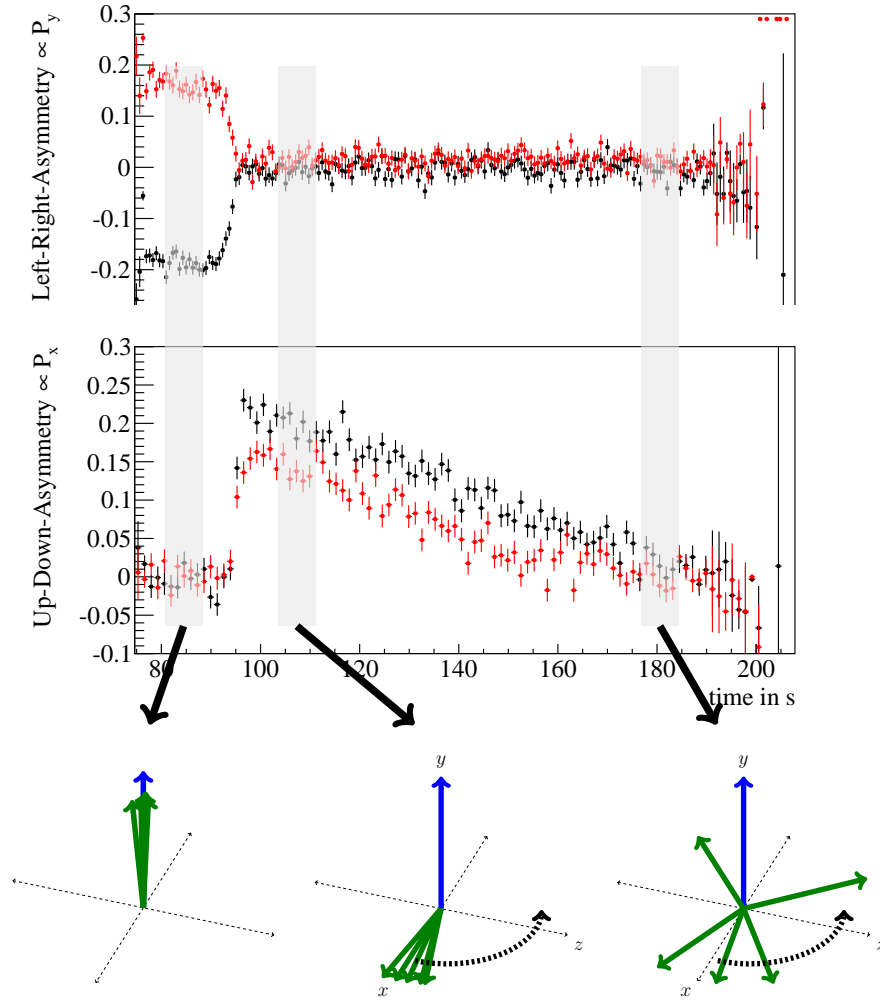 Left-Right-Asymmetry ∝ P_y
0.3
0.2
0.1
0
-0.1
-0.2
Up-Down-Asymmetry ∝ P_x
0.3
0.25
0.2
0.15
0.1
0.05
0
-0.05
-0.1
80 100 120 140 160 180 200
time in s
y y
z z
x x